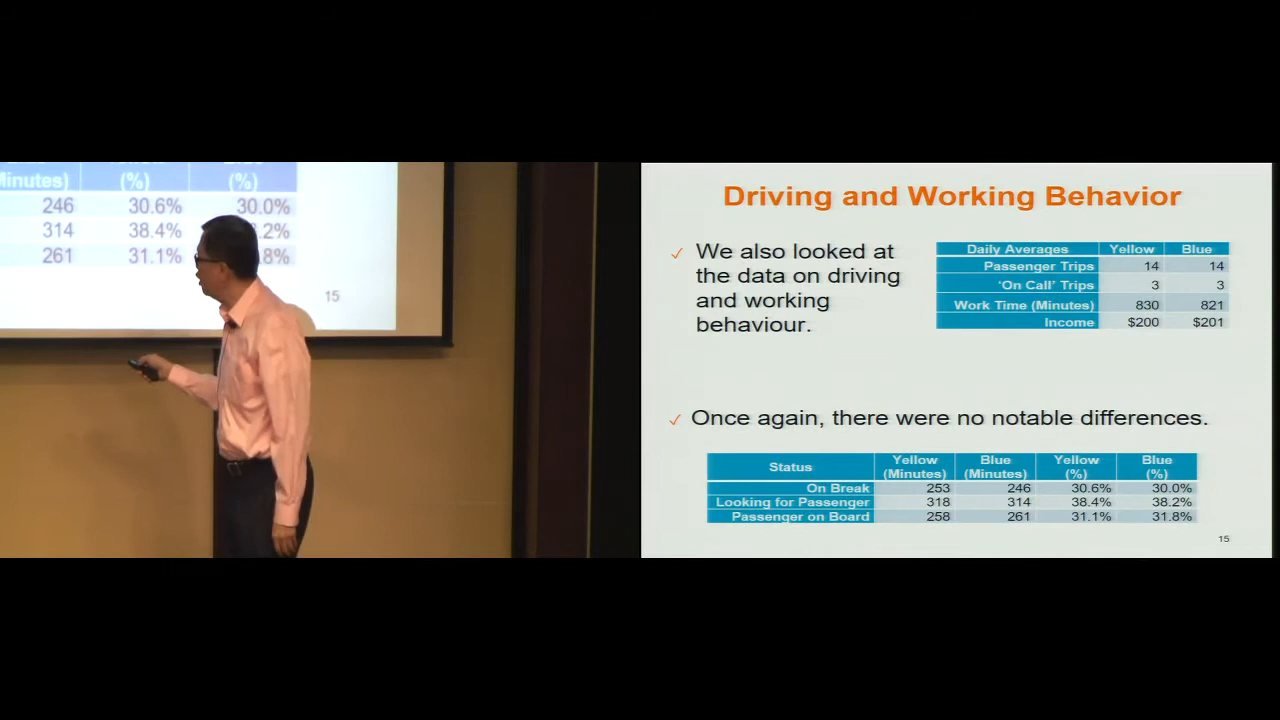 Minutes) (%) (%)
246 30.6% 30.0%
314 38.4% .2%
261 31.1% .8%
15
Driving and Working Behavior
✓ We also looked at
the data on driving
and working
behaviour.
Daily Averages Yellow Blue
Passenger Trips 14 14
'On Call' Trips 3 3
Work Time (Minutes) 830 821
Income $200 $201
✓ Once again, there were no notable differences.
Status Yellow (Minutes) Blue (Minutes) Yellow (%) Blue (%)
On Break 253 246 30.6% 30.0%
Looking for Passenger 318 314 38.4% 38.2%
Passenger on Board 258 261 31.1% 31.8%
15